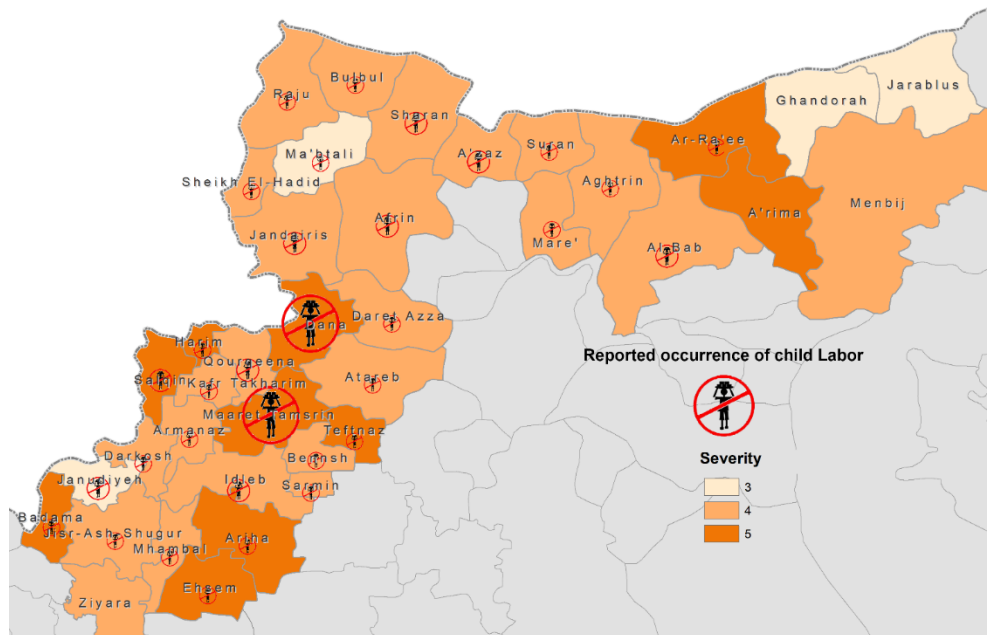 Bulbul
Raju
Sharan
Ghandorah
Jarablus
Ma'btali
A'zaz
Suran
Ar-Ra'ee
Sheikh El-Hadid
Aghtrin
A'rima
Menbij
Afrin
Jandairis
Mare'
Al Bab
Dana
Daret Azza
Harim
Qourqeena
Salqin
Kafr Takharim
Atareb
Maaret Tamsrin
Armanaz
Teftnaz
Darkosh
Bennsh
Janudiyeh
Idleb
Sarmin
Badama
Jisr-Ash-Shugur
Ariha
Mhambal
Ehsem
Ziyara
Reported occurrence of child Labor
Severity
3
4
5